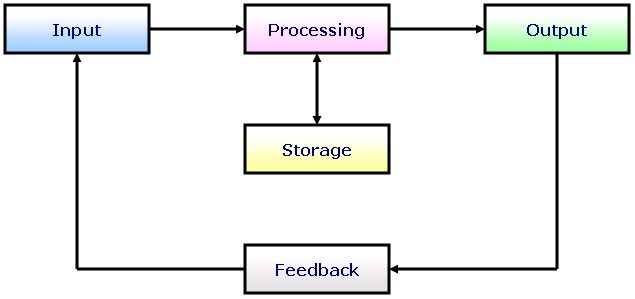 Input
Processing
Output
Storage
Feedback